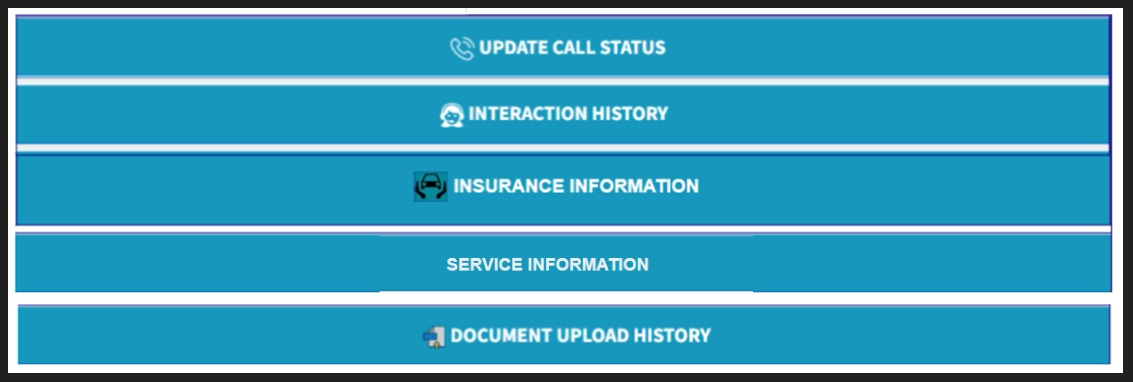 UPDATE CALL STATUS
INTERACTION HISTORY
INSURANCE INFORMATION
SERVICE INFORMATION
DOCUMENT UPLOAD HISTORY